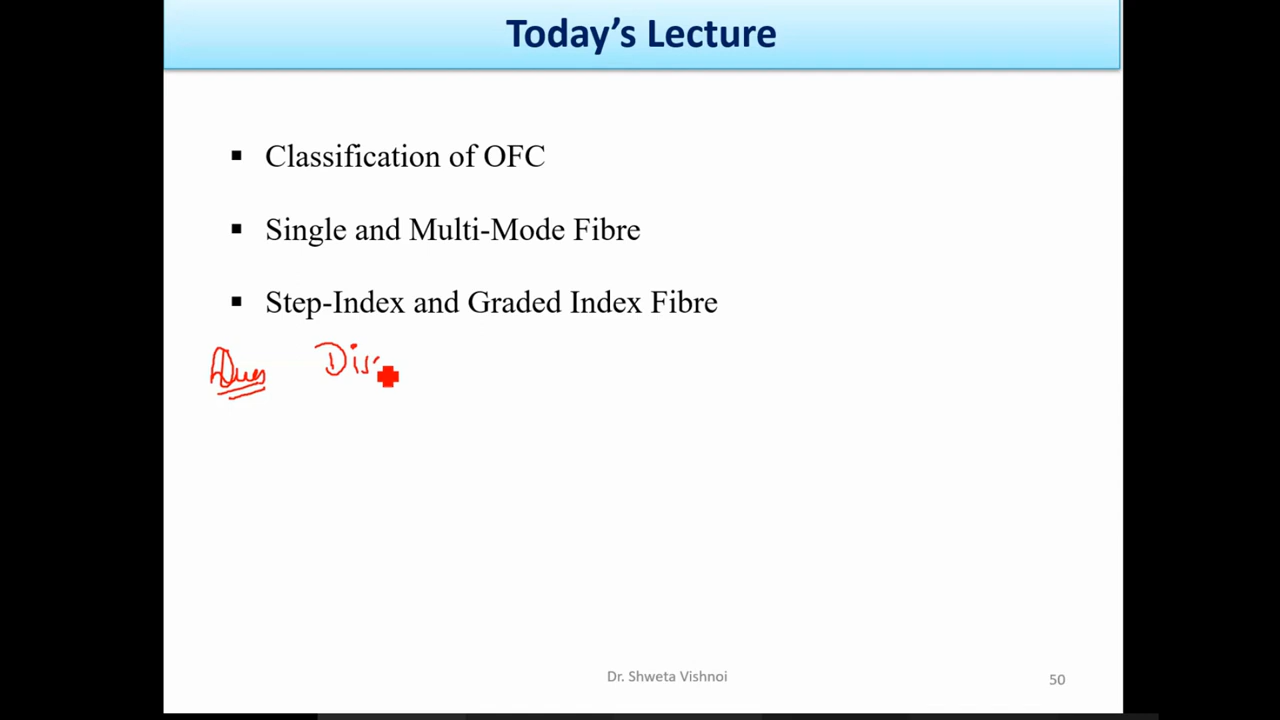 Today's Lecture
▪ Classification of OFC
▪ Single and Multi-Mode Fibre
▪ Step-Index and Graded Index Fibre
Ques Dis
Dr. Shweta Vishnoi
50